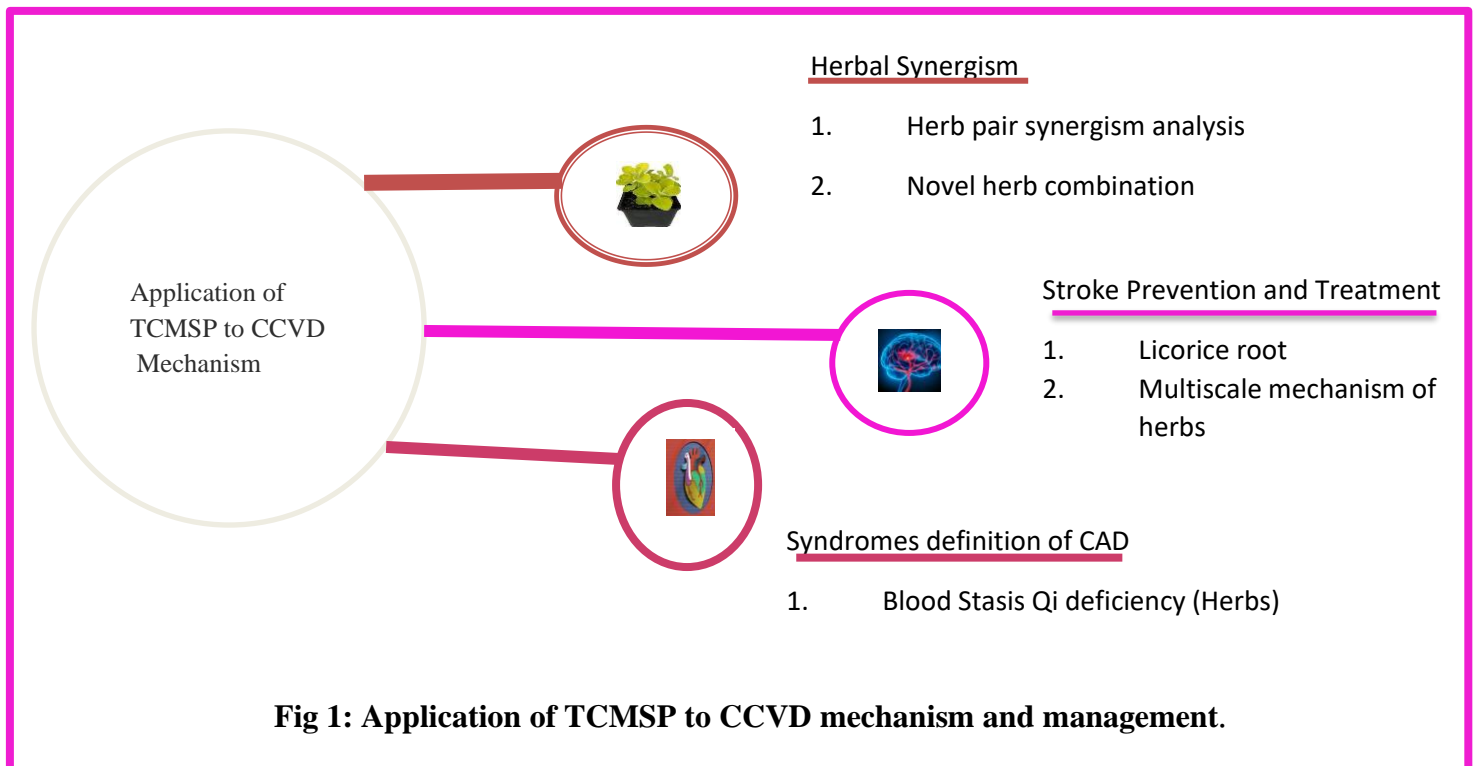 Application of
TCMSP to CCVD
Mechanism
Herbal Synergism
1. Herb pair synergism analysis
2. Novel herb combination
Stroke Prevention and Treatment
1. Licorice root
2. Multiscale mechanism of
herbs
Syndromes definition of CAD
1. Blood Stasis Qi deficiency (Herbs)
Fig 1: Application of TCMSP to CCVD mechanism and management.